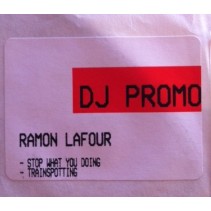 DJ PROMO
RAMON LAFOUR
- STOP WHAT YOU DOING
- TRAINSPOTTING